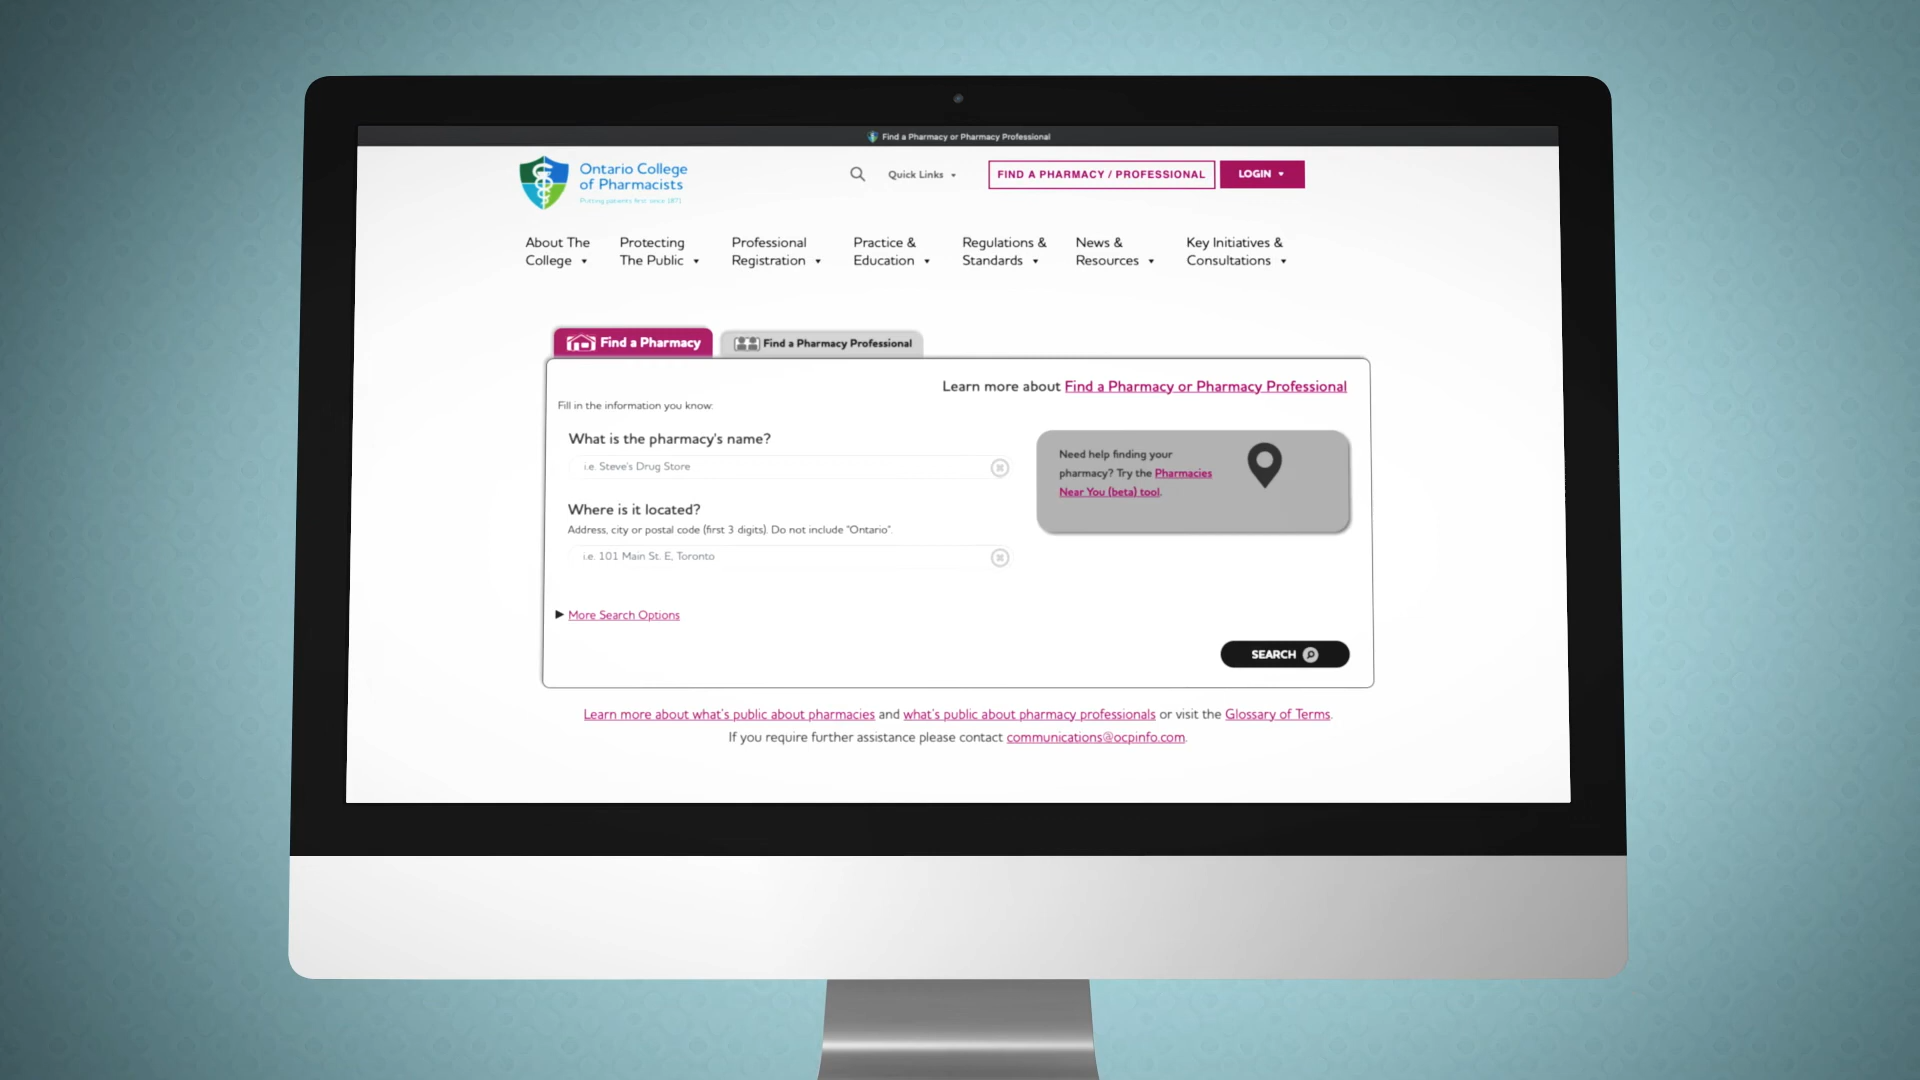 Find a Pharmacy or Pharmacy Professional
Ontario College
of Pharmacists
Putting patients first since 1871
Quick Links
FIND A PHARMACY / PROFESSIONAL
LOGIN
About The
College
Protecting
The Public
Professional
Registration
Practice &
Education
Regulations &
Standards
News &
Resources
Key Initiatives &
Consultations
Find a Pharmacy
Find a Pharmacy Professional
Learn more about Find a Pharmacy or Pharmacy Professional
Fill in the information you know:
What is the pharmacy's name?
i.e. Steve's Drug Store
Need help finding your
pharmacy? Try the Pharmacies
Near You (beta) tool.
Where is it located?
Address, city or postal code (first 3 digits). Do not include "Ontario".
i.e. 101 Main St. E, Toronto
More Search Options
SEARCH
Learn more about what's public about pharmacies and what's public about pharmacy professionals or visit the Glossary of Terms.
If you require further assistance please contact communications@ocpinfo.com.